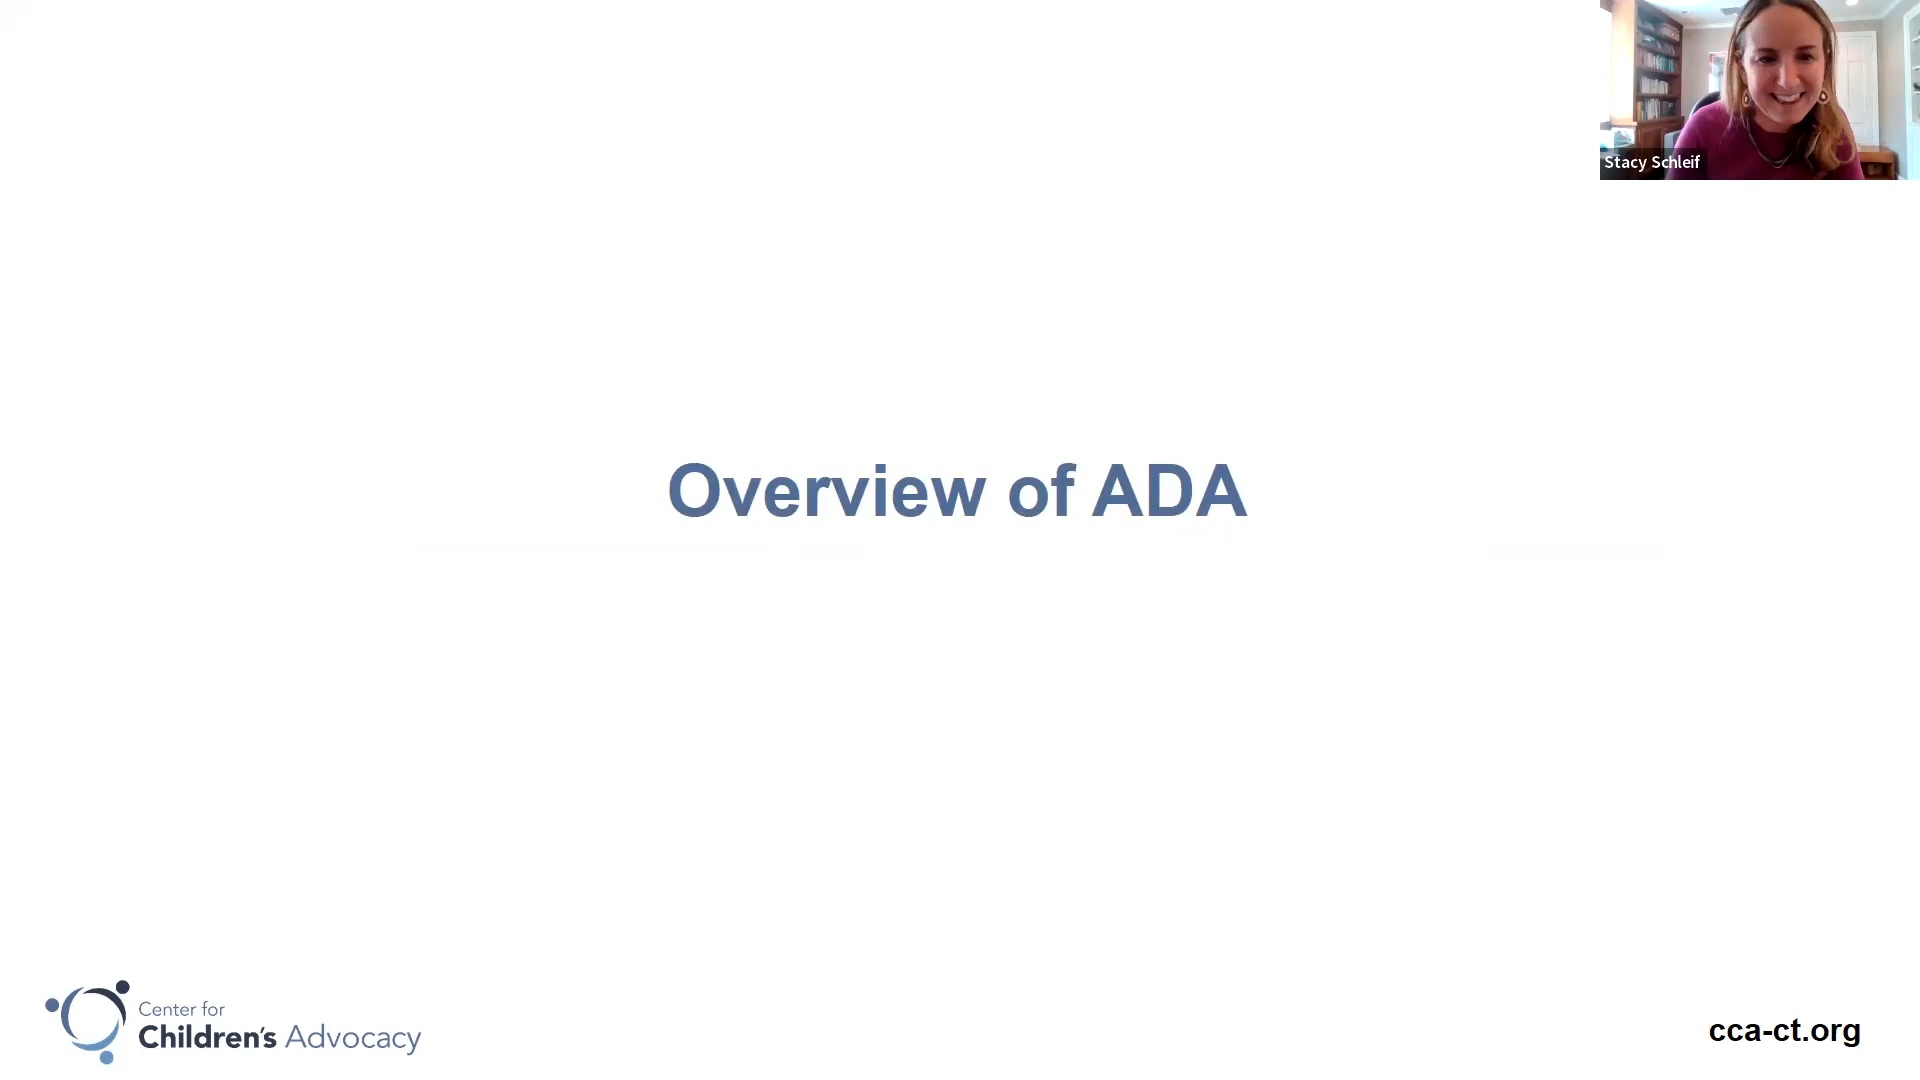 Stacy Schleif
Overview of ADA
Center for
Children's Advocacy
cca-ct.org